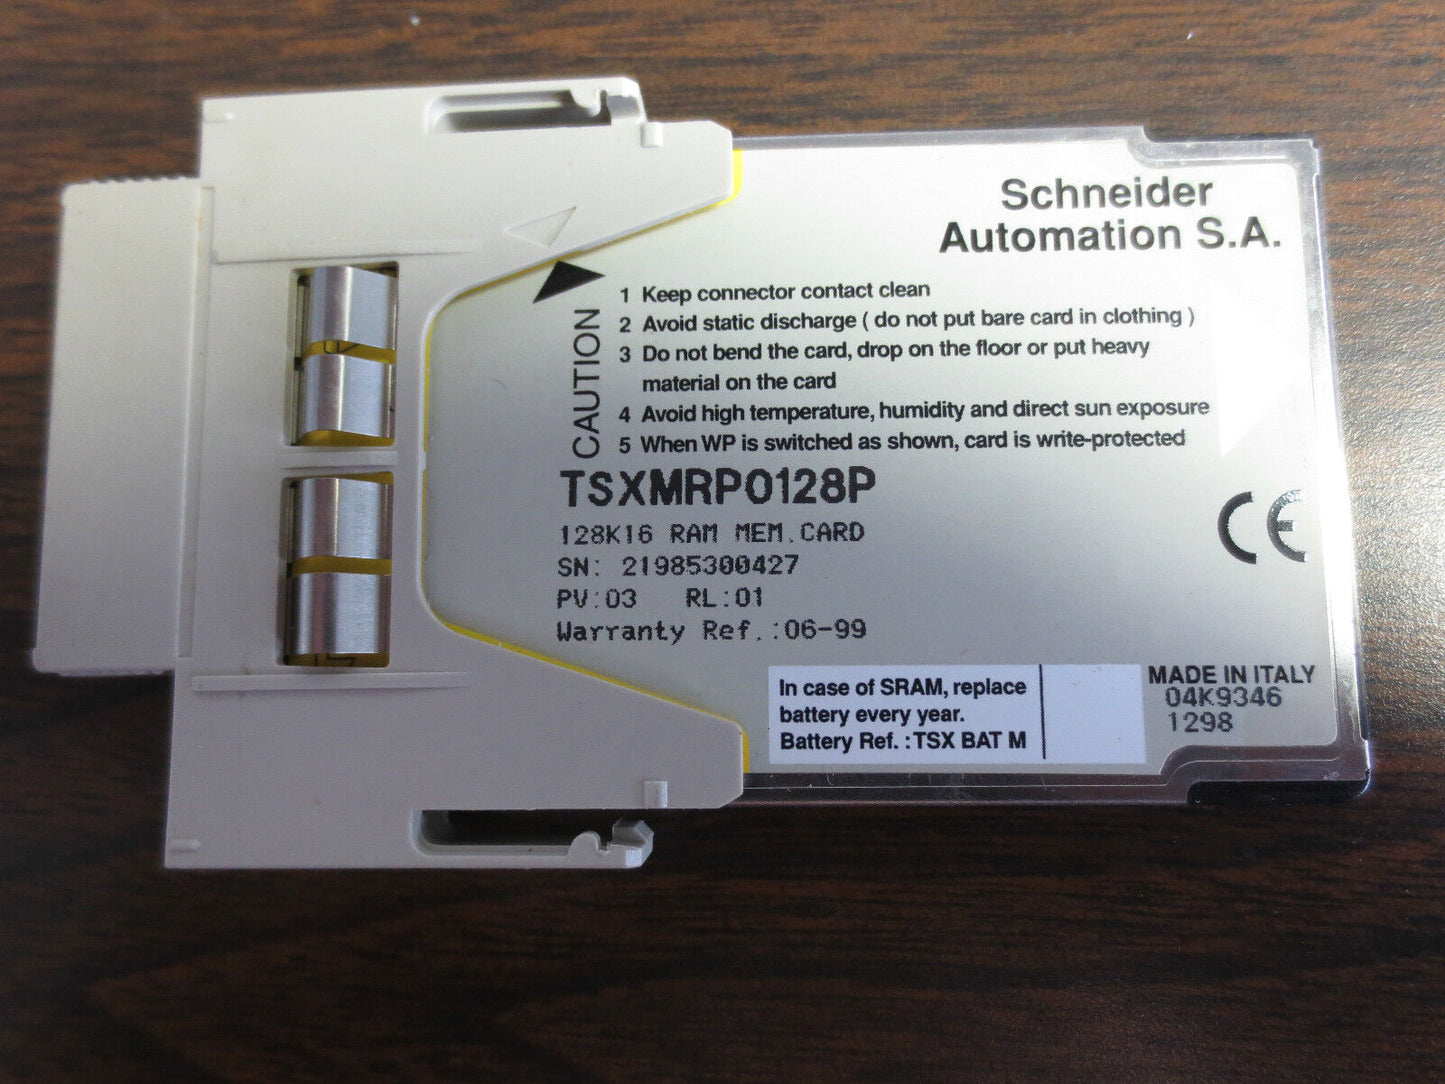 Schneider
Automation S.A.
CAUTION
1 Keep connector contact clean
2 Avoid static discharge ( do not put bare card in clothing )
3 Do not bend the card, drop on the floor or put heavy
material on the card
4 Avoid high temperature, humidity and direct sun exposure
5 When WP is switched as shown, card is write-protected
TSXMRP0128P
128K16 RAM MEM.CARD
SN: 21985300427
PV:03 RL:01
Warranty Ref.:06-99
CE
In case of SRAM, replace
battery every year.
Battery Ref. : TSX BAT M
MADE IN ITALY
04K9346
1298